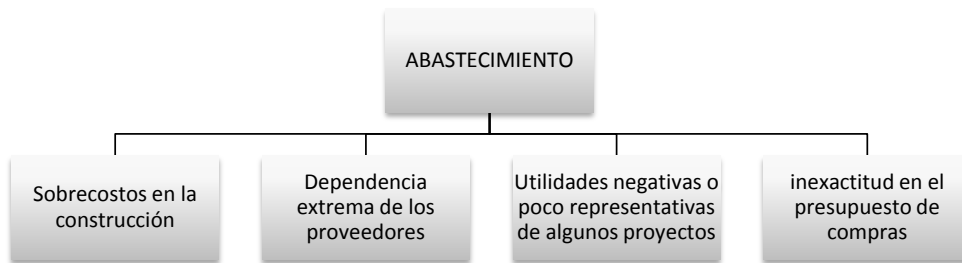 ABASTECIMIENTO
Sobrecostos en la
construcción
Dependencia
extrema de los
proveedores
Utilidades negativas o
poco representativas
de algunos proyectos
inexactitud en el
presupuesto de
compras